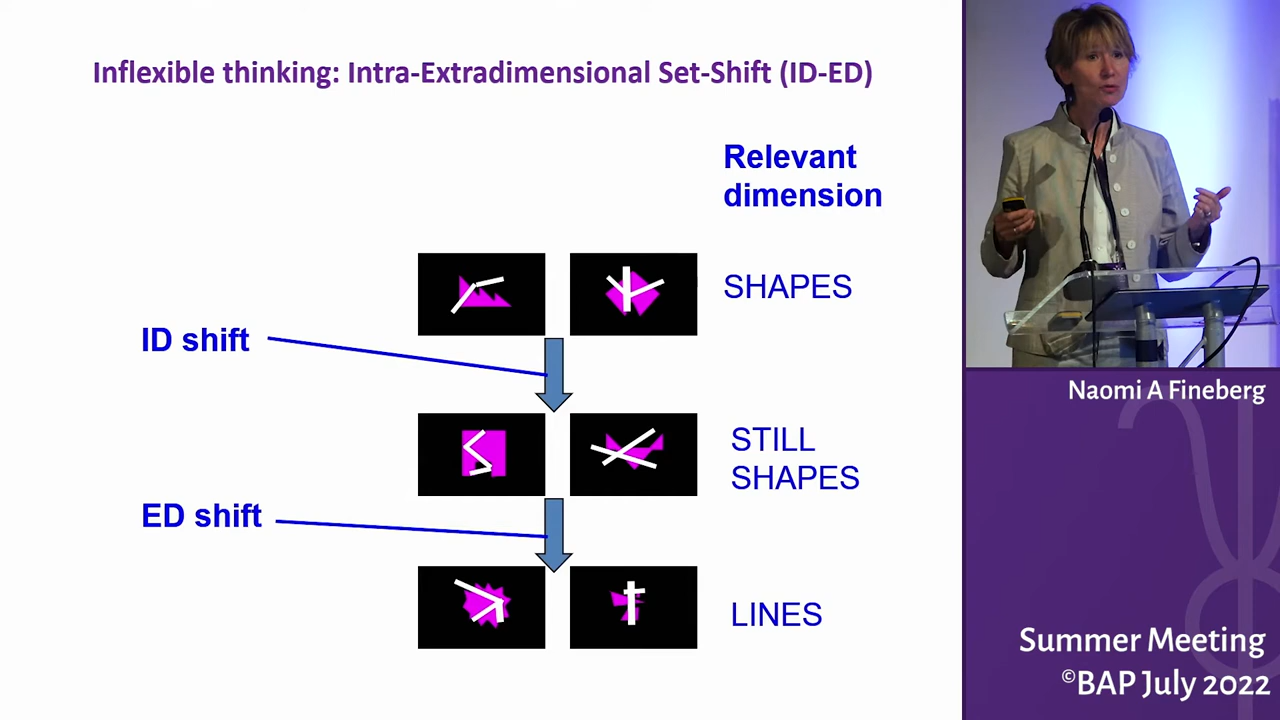 Inflexible thinking: Intra-Extradimensional Set-Shift (ID-ED)
Relevant
dimension
SHAPES
ID shift
STILL
SHAPES
ED shift
LINES
Naomi A Fineberg
Summer Meeting
©BAP July 2022